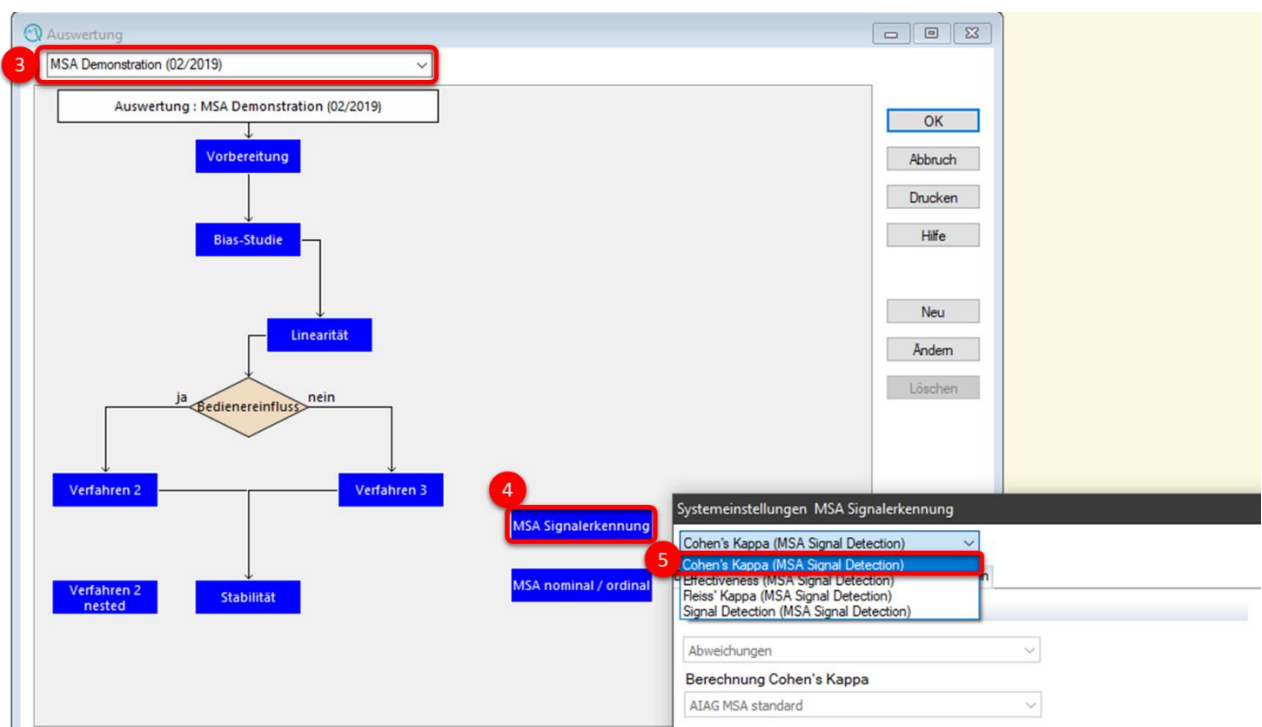 Auswertung
3
MSA Demonstration (02/2019)
Auswertung : MSA Demonstration (02/2019)
Vorbereitung
Bias-Studie
Linearität
ja
Bedienereinfluss
nein
Verfahren 2
Verfahren 3
4
MSA Signalerkennung
Verfahren 2
nested
Stabilität
MSA nominal / ordinal
OK
Abbruch
Drucken
Hilfe
Neu
Ändern
Löschen
Systemeinstellungen MSA Signalerkennung
Cohen's Kappa (MSA Signal Detection)
5
Cohen's Kappa (MSA Signal Detection)
Effectiveness (MSA Signal Detection)
Fleiss' Kappa (MSA Signal Detection)
Signal Detection (MSA Signal Detection)
Abweichungen
Berechnung Cohen's Kappa
AIAG MSA standard